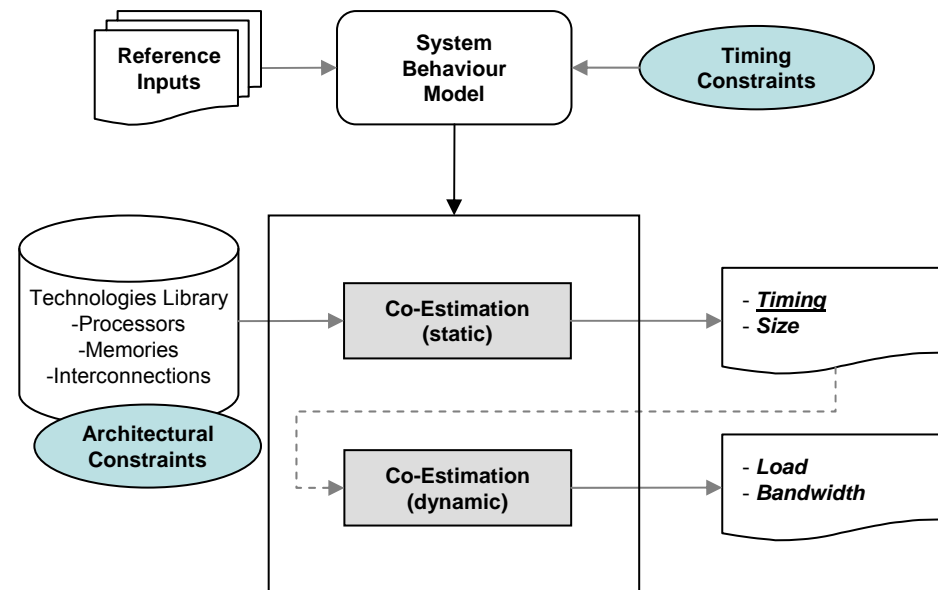 Reference
Inputs
System
Behaviour
Model
Timing
Constraints
Technologies Library
-Processors
-Memories
-Interconnections
Architectural
Constraints
Co-Estimation
(static)
- Timing
- Size
Co-Estimation
(dynamic)
- Load
- Bandwidth